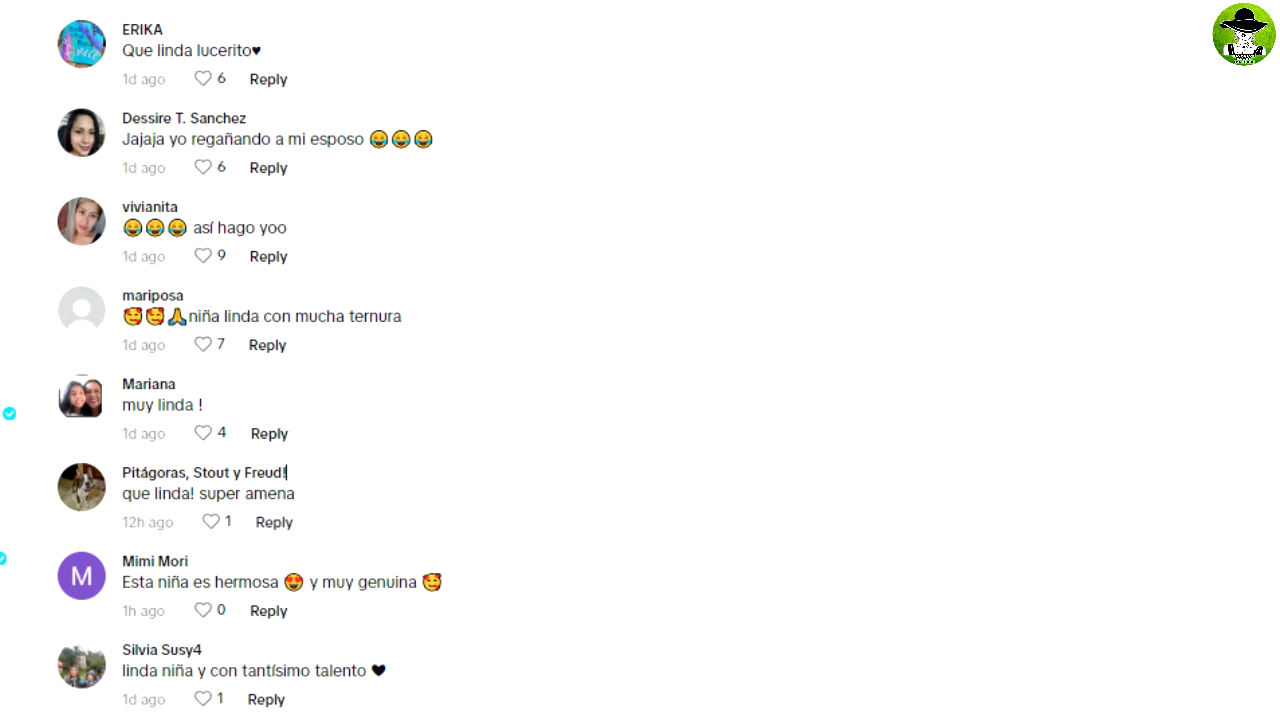 ERIKA
Que linda lucerito♥
1d ago 6 Reply
Dessire T. Sanchez
Jajaja yo regañando a mi esposo 😂😂😂
1d ago 6 Reply
vivianita
😂😂😂 así hago yoo
1d ago 9 Reply
mariposa
🥰🥰🙏niña linda con mucha ternura
1d ago 7 Reply
Mariana
muy linda !
1d ago 4 Reply
Pitágoras, Stout y Freud!
que linda! super amena
12h ago 1 Reply
M
Mimi Mori
Esta niña es hermosa 😍 y muy genuina 🥰
1h ago 0 Reply
Silvia Susy4
linda niña y con tantísimo talento ♥
1d ago 1 Reply